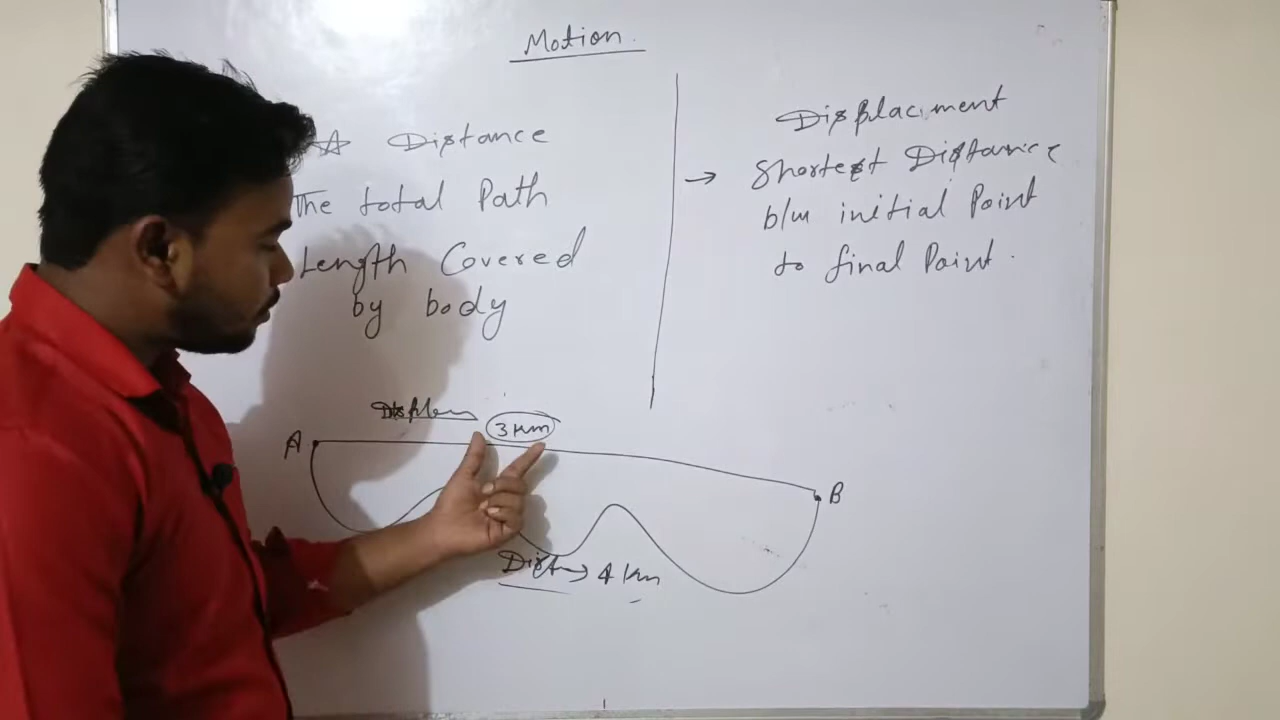 Motion.
Distance
The total Path
Length Covered
by body
Displacment
→ Shortest Distance
b/w initial Point
to final Point.
3 km
A
B
Dist → 4 km